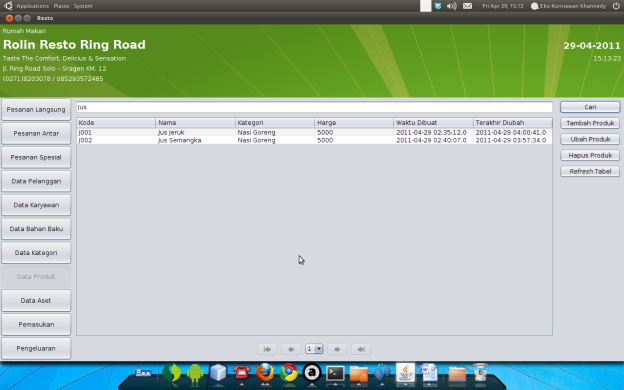 Applications Places System
Fri Apr 29, 15:13 Eko Kurniawan Khannedy
Resto
Rumah Makan
Rolin Resto Ring Road
29-04-2011
Taste The Comfort, Delicius & Sensation
15:13:23
Jl. Ring Road Solo - Sragen KM. 12
(0271)8203078 / 085293572485
Pesanan Langsung
Pesanan Antar
Pesanan Spesial
Data Pelanggan
Data Karyawan
Data Bahan Baku
Data Kategori
Data Produk
Data Aset
Pemasukan
Pengeluaran
Jus
Kode Nama Kategori Harga Waktu Dibuat Terakhir Diubah
J001 Jus Jeruk Nasi Goreng 5000 2011-04-29 02:35:12.0 2011-04-29 04:00:41.0
J002 Jus Semangka Nasi Goreng 5000 2011-04-29 02:40:07.0 2011-04-29 03:57:34.0
1
Cari
Tambah Produk
Ubah Produk
Hapus Produk
Refresh Tabel